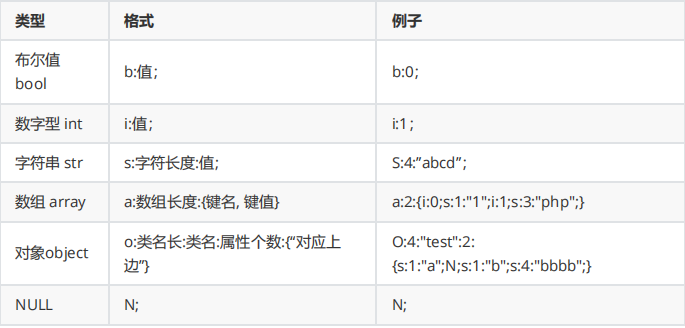 类型 格式 例子
布尔值
bool b:值; b:0;
数字型 int i:值; i:1;
字符串 str s:字符长度:值; S:4:”abcd”;
数组 array a:数组长度:{键名, 键值} a:2:{i:0;s:1:"1";i:1;s:3:"php";}
对象object o:类名长:类名:属性个数:{“对应上
边”} O:4:"test":2:
{s:1:"a";N;s:1:"b";s:4:"bbbb";}
NULL N; N;